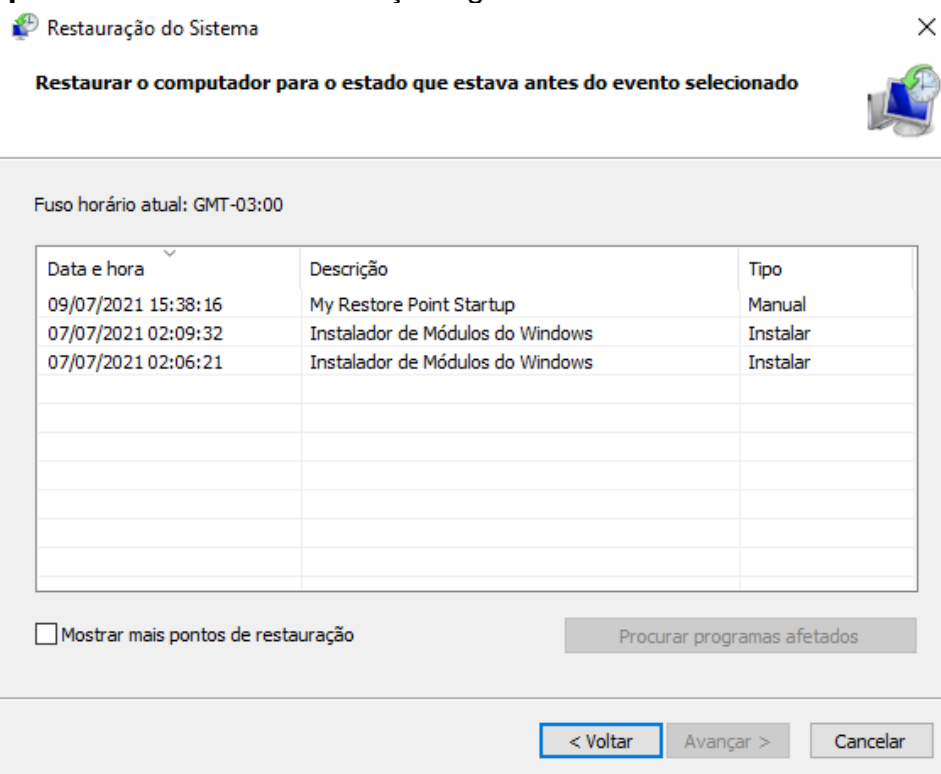 Restauração do Sistema
Restaurar o computador para o estado que estava antes do evento selecionado
Fuso horário atual: GMT-03:00
Data e hora Descrição Tipo
09/07/2021 15:38:16 My Restore Point Startup Manual
07/07/2021 02:09:32 Instalador de Módulos do Windows Instalar
07/07/2021 02:06:21 Instalador de Módulos do Windows Instalar
Mostrar mais pontos de restauração Procurar programas afetados
< Voltar Avançar > Cancelar